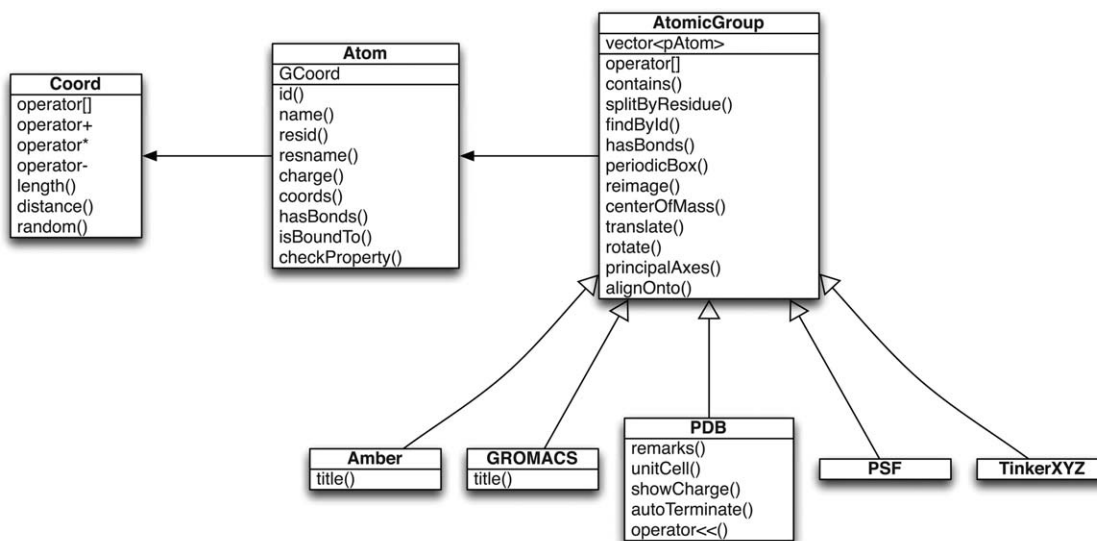 Coord
operator[]
operator+
operator*
operator-
length()
distance()
random()
Atom
GCoord
id()
name()
resid()
resname()
charge()
coords()
hasBonds()
isBoundTo()
checkProperty()
AtomicGroup
vector<pAtom>
operator[]
contains()
splitByResidue()
findById()
hasBonds()
periodicBox()
reimage()
centerOfMass()
translate()
rotate()
principalAxes()
alignOnto()
Amber
title()
GROMACS
title()
PDB
remarks()
unitCell()
showCharge()
autoTerminate()
operator<<()
PSF
TinkerXYZ